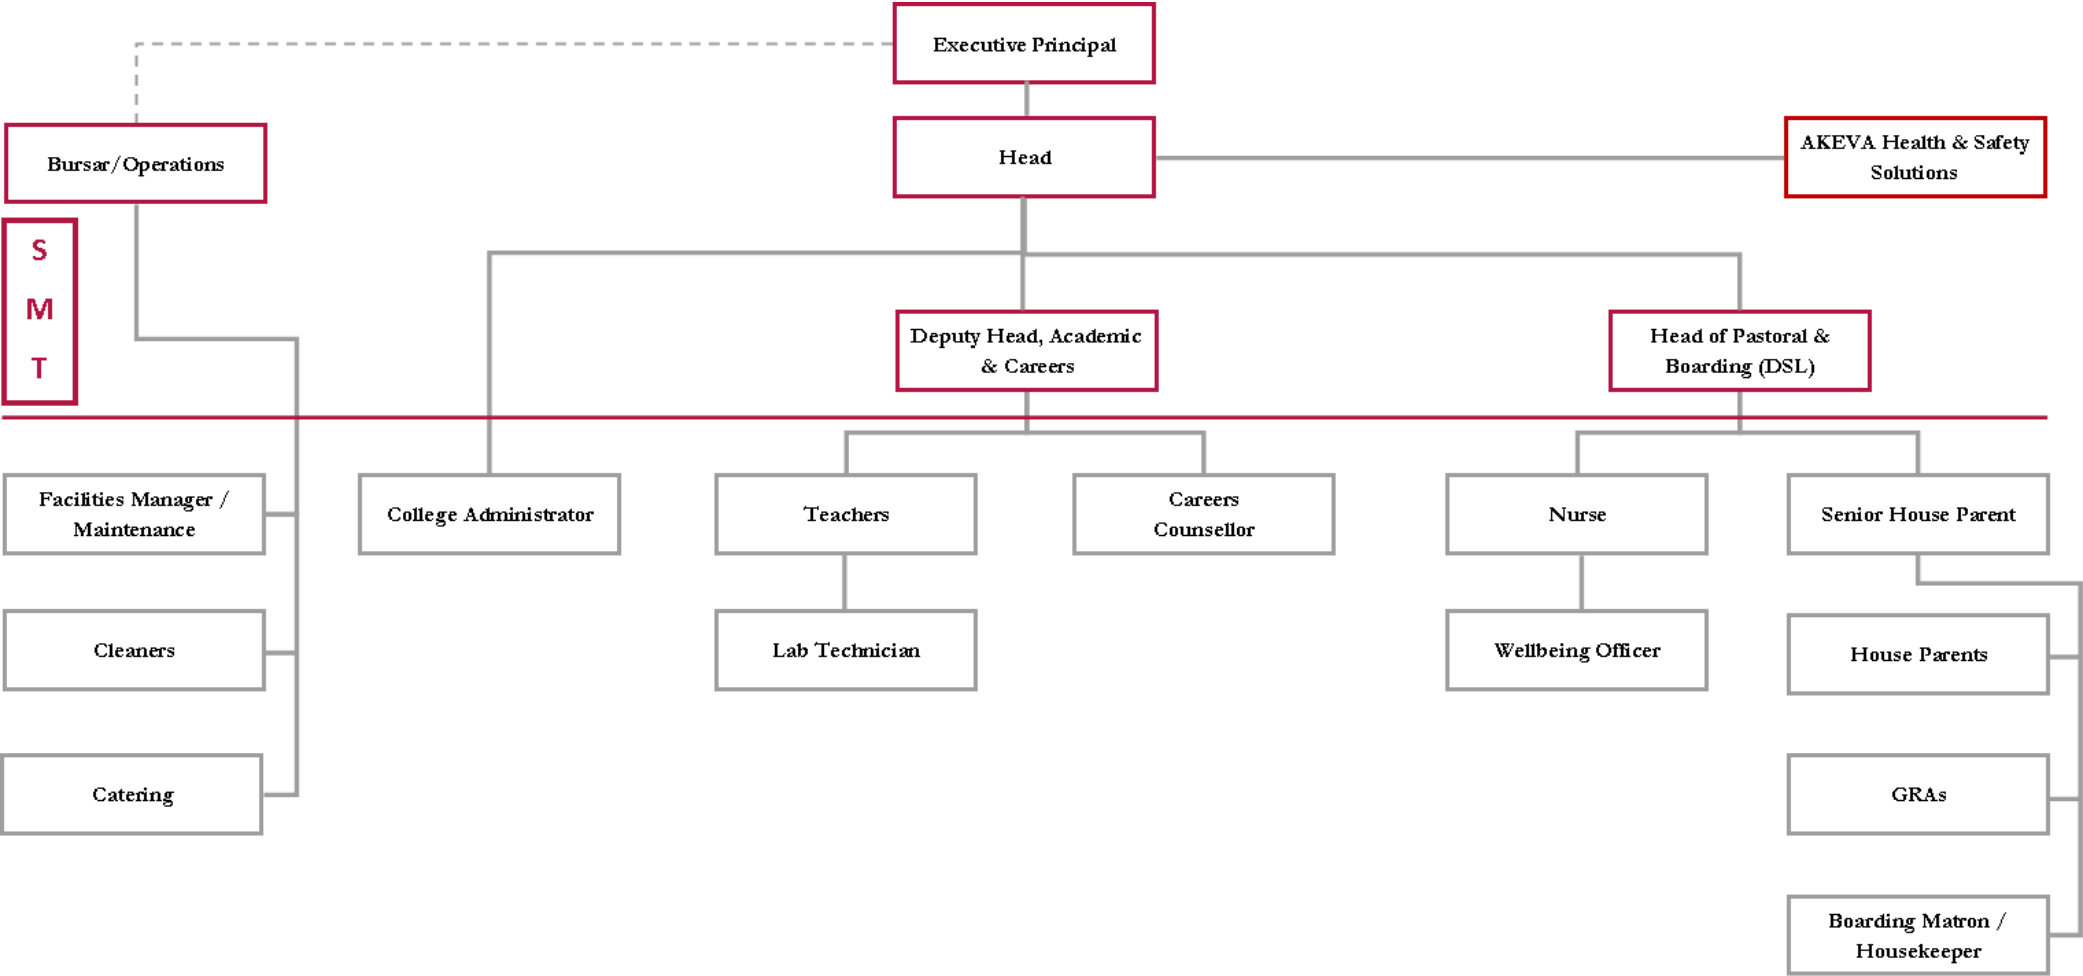 Executive Principal
Bursar/Operations
Head
AKEVA Health & Safety
Solutions
S
M
T
Deputy Head, Academic
& Careers
Head of Pastoral &
Boarding (DSL)
Facilities Manager /
Maintenance
College Administrator
Teachers
Careers
Counsellor
Nurse
Senior House Parent
Cleaners
Lab Technician
Wellbeing Officer
House Parents
Catering
GRAs
Boarding Matron /
Housekeeper